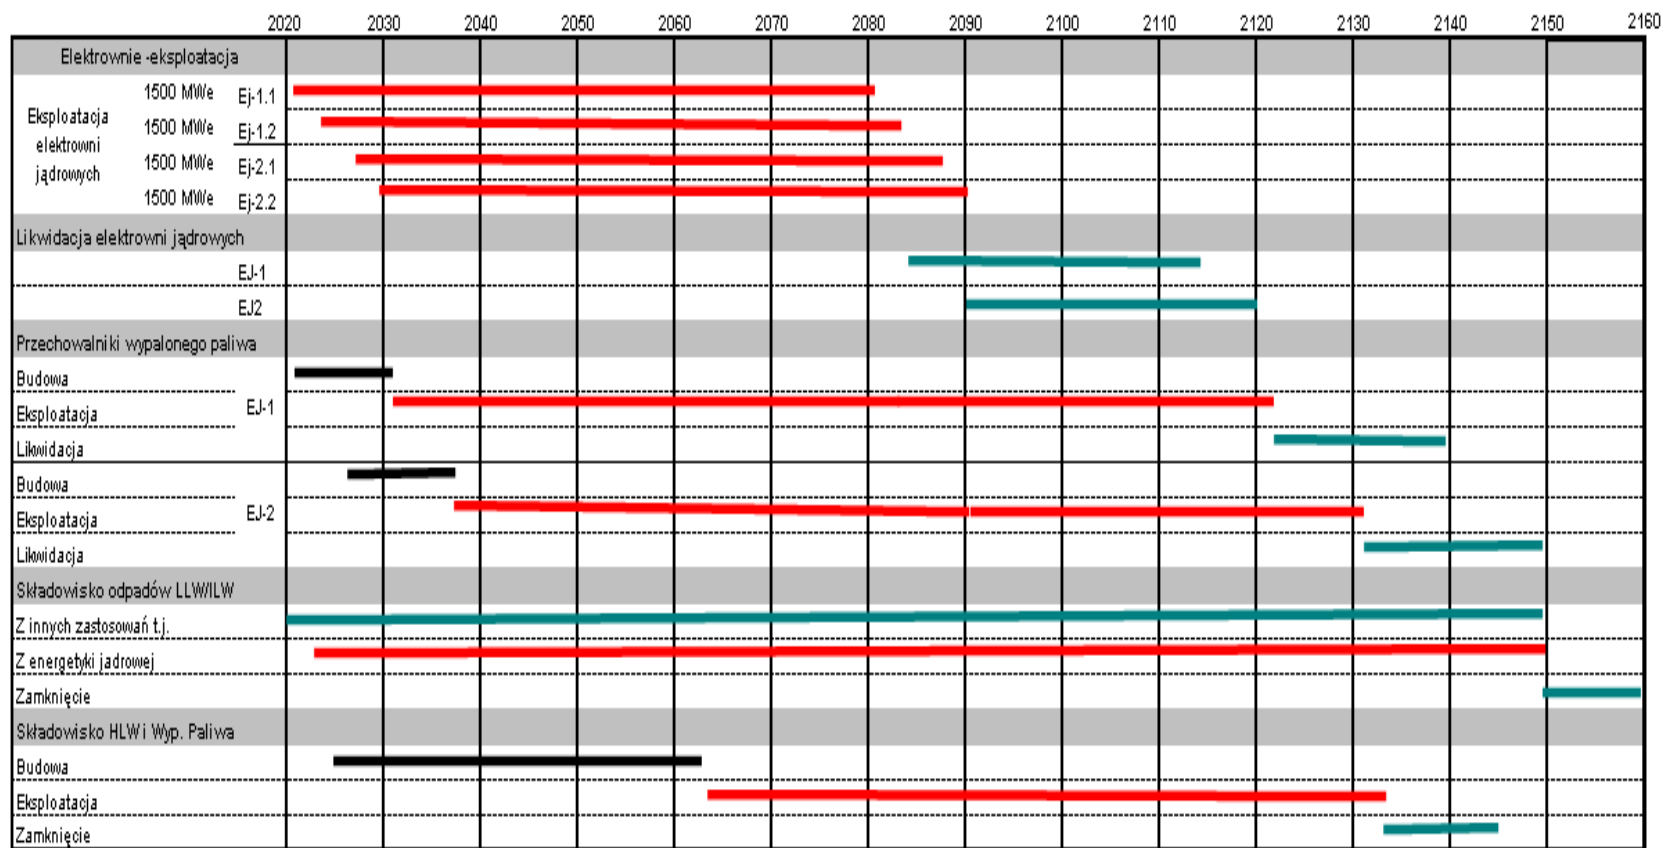 2020 2030 2040 2050 2060 2070 2080 2090 2100 2110 2120 2130 2140 2150 2160
Elektrownie -eksploatacja
Eksploatacja
elektrowni
jądrowych
1500 MWe Ej-1.1
1500 MWe Ej-1.2
1500 MWe Ej-2.1
1500 MWe Ej-2.2
Likwidacja elektrowni jądrowych
EJ-1
EJ2
Przechowalniki wypalonego paliwa
Budowa
Eksploatacja EJ-1
Likwidacja
Budowa
Eksploatacja EJ-2
Likwidacja
Składowisko odpadów LLW/ILW
Z innych zastosowań t.j.
Z energetyki jadrowej
Zamknięcie
Składowisko HLW i Wyp. Paliwa
Budowa
Eksploatacja
Zamknięcie